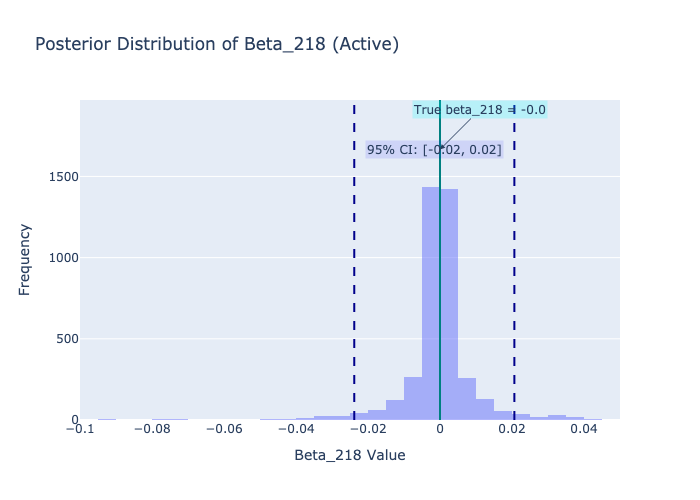 Posterior Distribution of Beta_218 (Active)
True beta_218 = -0.0
95% CI: [-0.02, 0.02]
1500
1000
500
0
Frequency
−0.1
−0.08
−0.06
−0.04
−0.02
0
0.02
0.04
Beta_218 Value